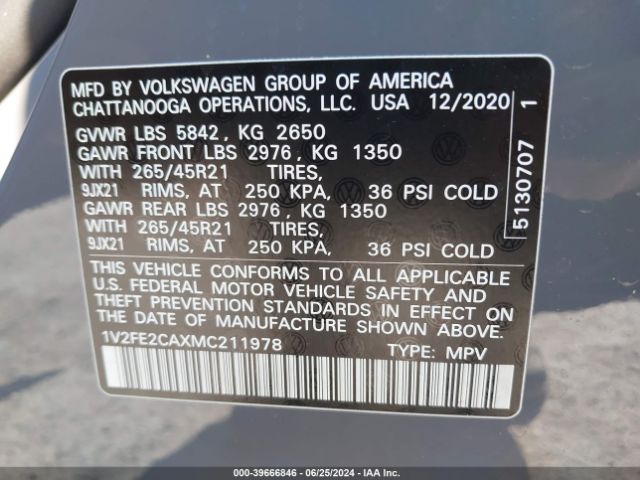 MFD BY VOLKSWAGEN GROUP OF AMERICA
CHATTANOOGA OPERATIONS, LLC. USA 12/2020
GVWR LBS 5842, KG 2650
GAWR FRONT LBS 2976, KG 1350
WITH 265/45R21 TIRES,
9JX21 RIMS, AT 250 KPA, 36 PSI COLD
GAWR REAR LBS 2976, KG 1350
WITH 265/45R21 TIRES,
9JX21 RIMS, AT 250 KPA, 36 PSI COLD
THIS VEHICLE CONFORMS TO ALL APPLICABLE
U.S. FEDERAL MOTOR VEHICLE SAFETY AND
THEFT PREVENTION STANDARDS IN EFFECT ON
THE DATE OF MANUFACTURE SHOWN ABOVE.
1V2FE2CAXMC211978 TYPE: MPV
5130707 1
000-39666846 - 06/25/2024 - IAA Inc.